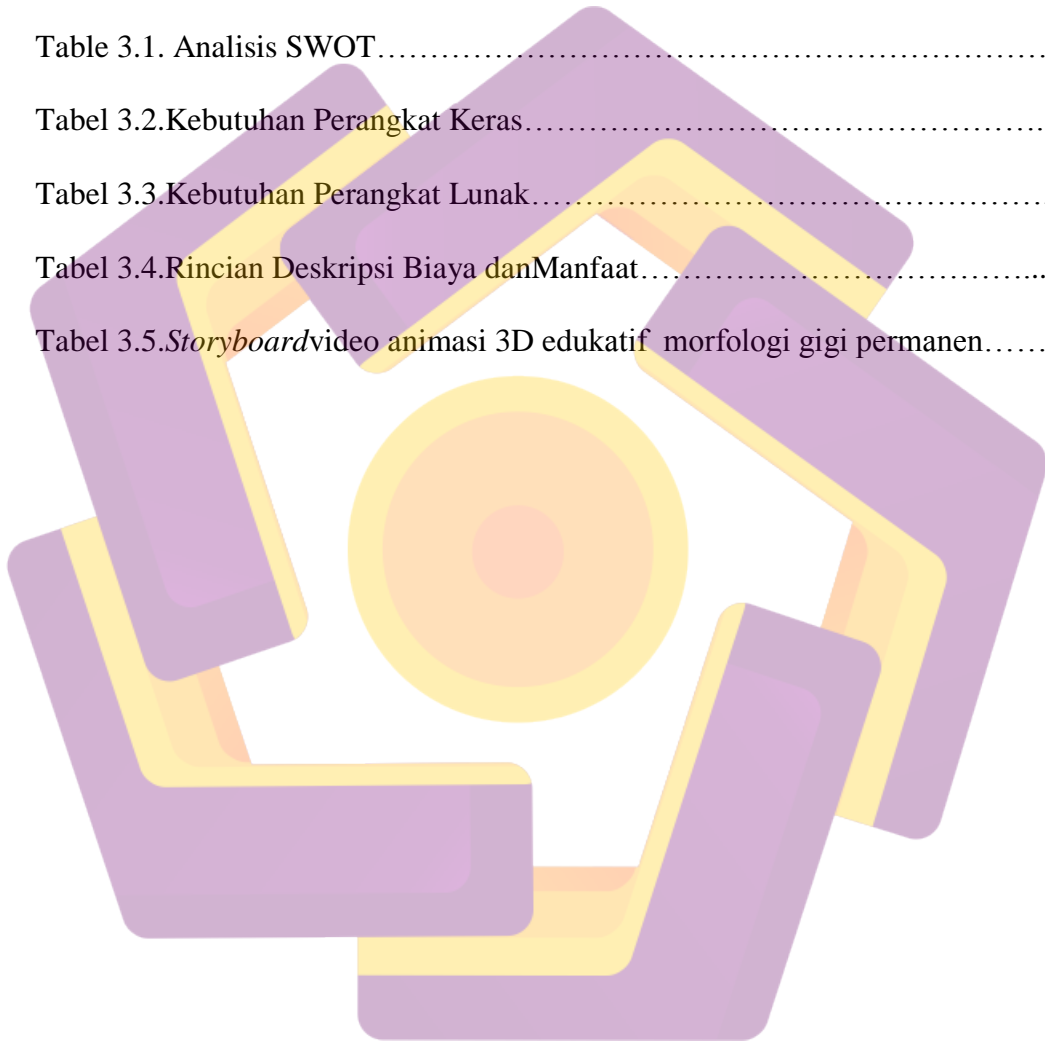 Table 3.1. Analisis SWOT……………………………………………………….
Tabel 3.2.Kebutuhan Perangkat Keras………………………………………….
Tabel 3.3.Kebutuhan Perangkat Lunak…………………………………………
Tabel 3.4.Rincian Deskripsi Biaya danManfaat………………………………...
Tabel 3.5.Storyboardvideo animasi 3D edukatif  morfologi gigi permanen……